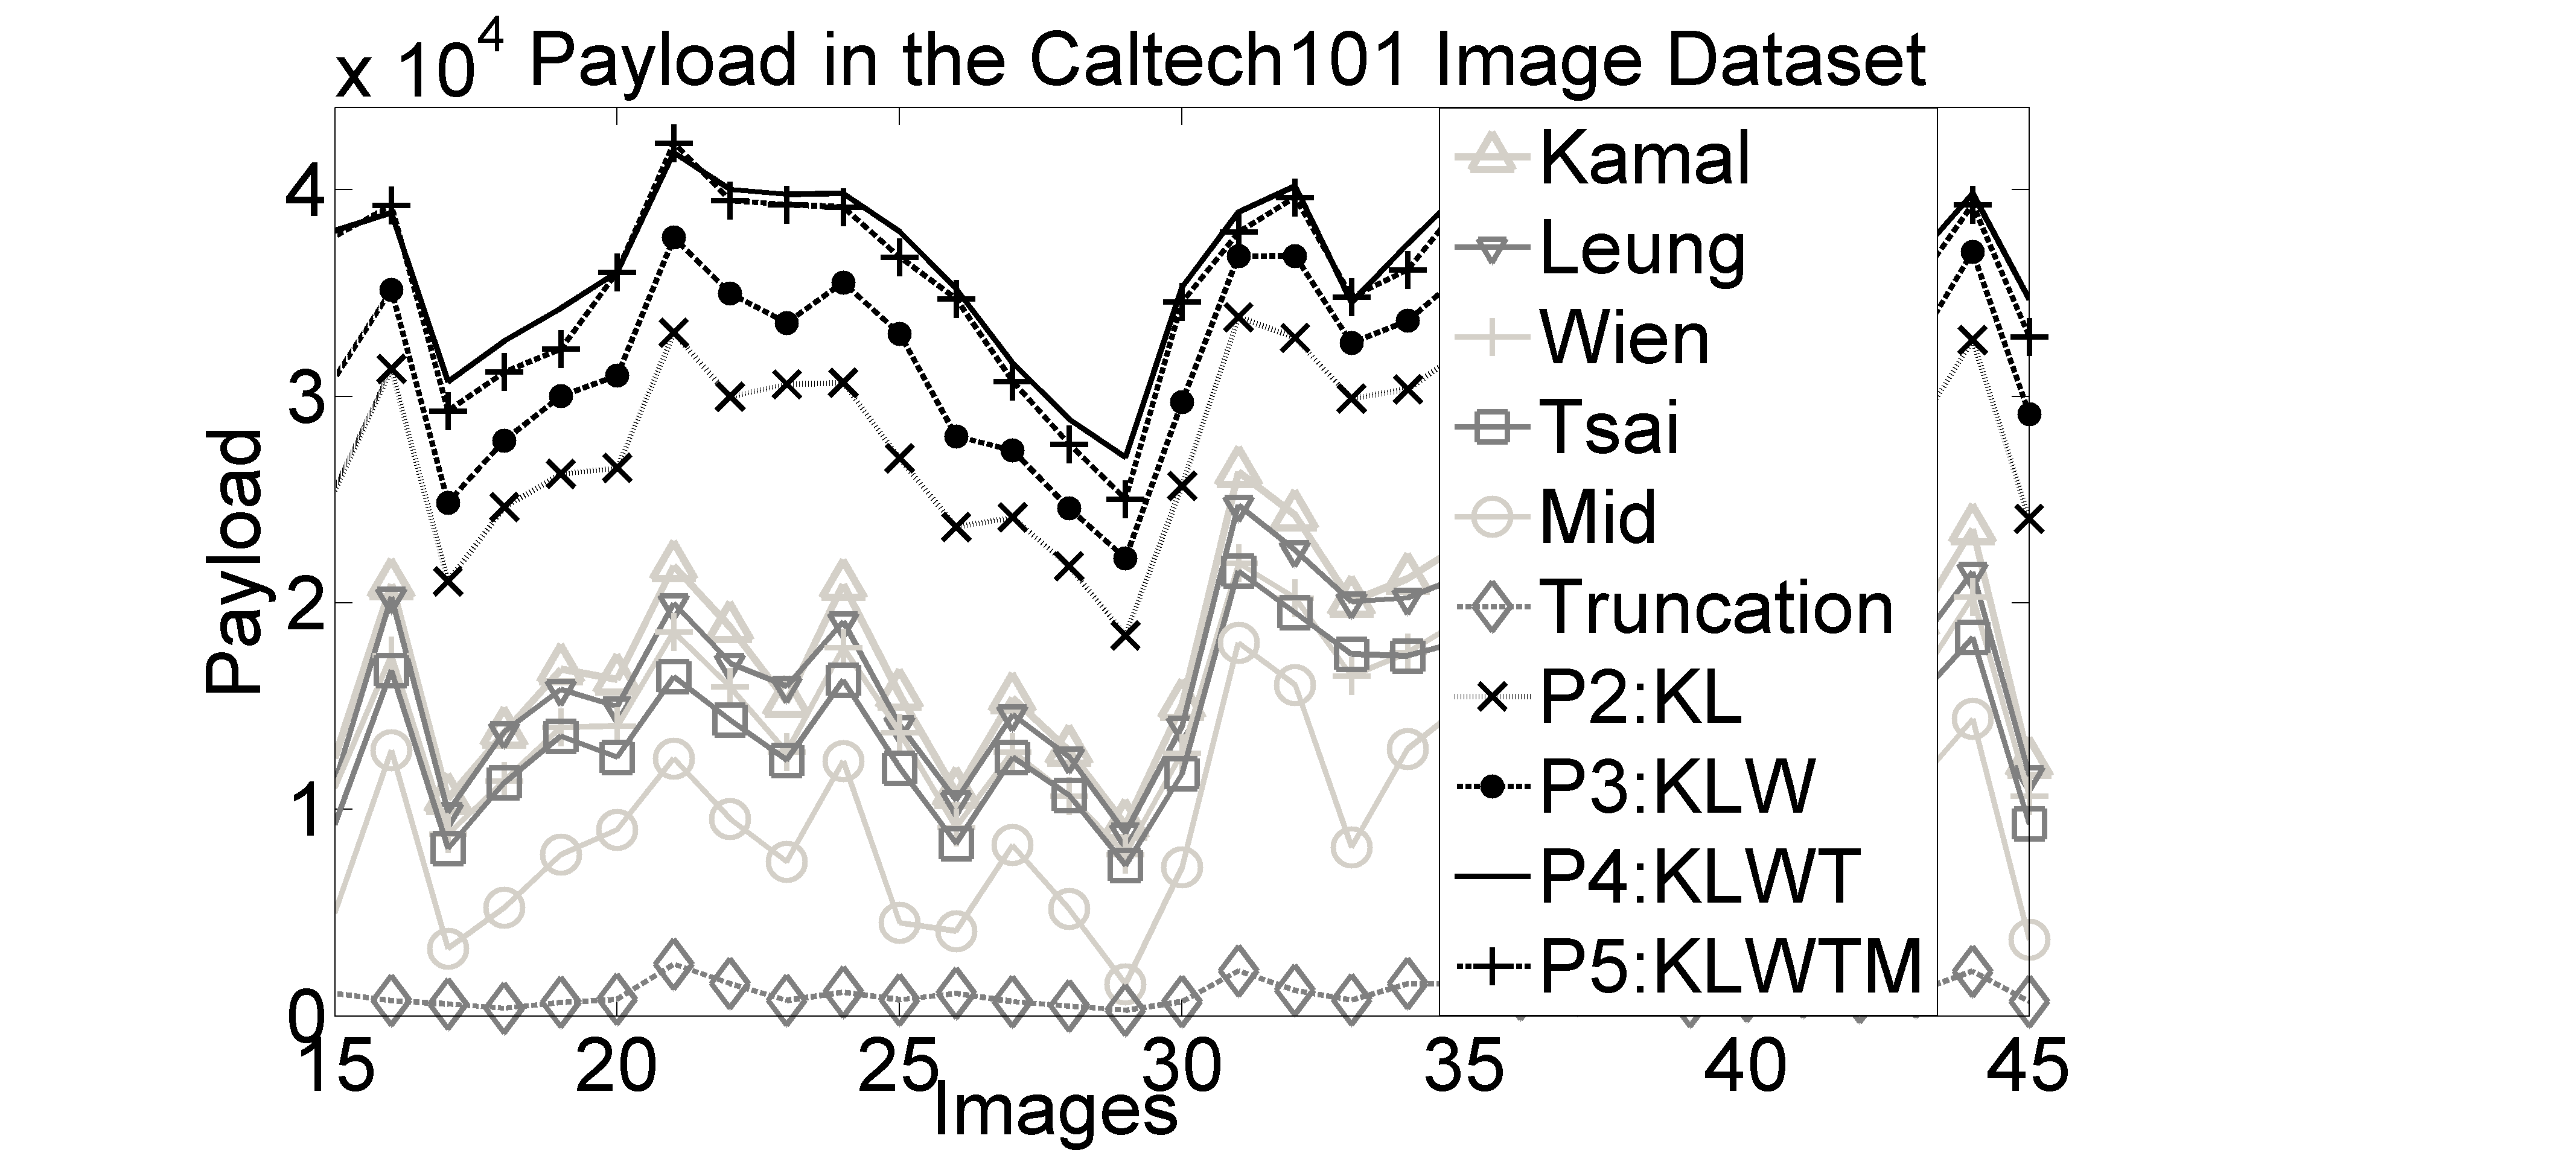 x 10^4 Payload in the Caltech101 Image Dataset
Kamal
Leung
Wien
Tsai
Mid
Truncation
P2:KL
P3:KLW
P4:KLWT
P5:KLWTM
Payload
4
3
2
1
0
15 20 25 30 35 40 45
Images